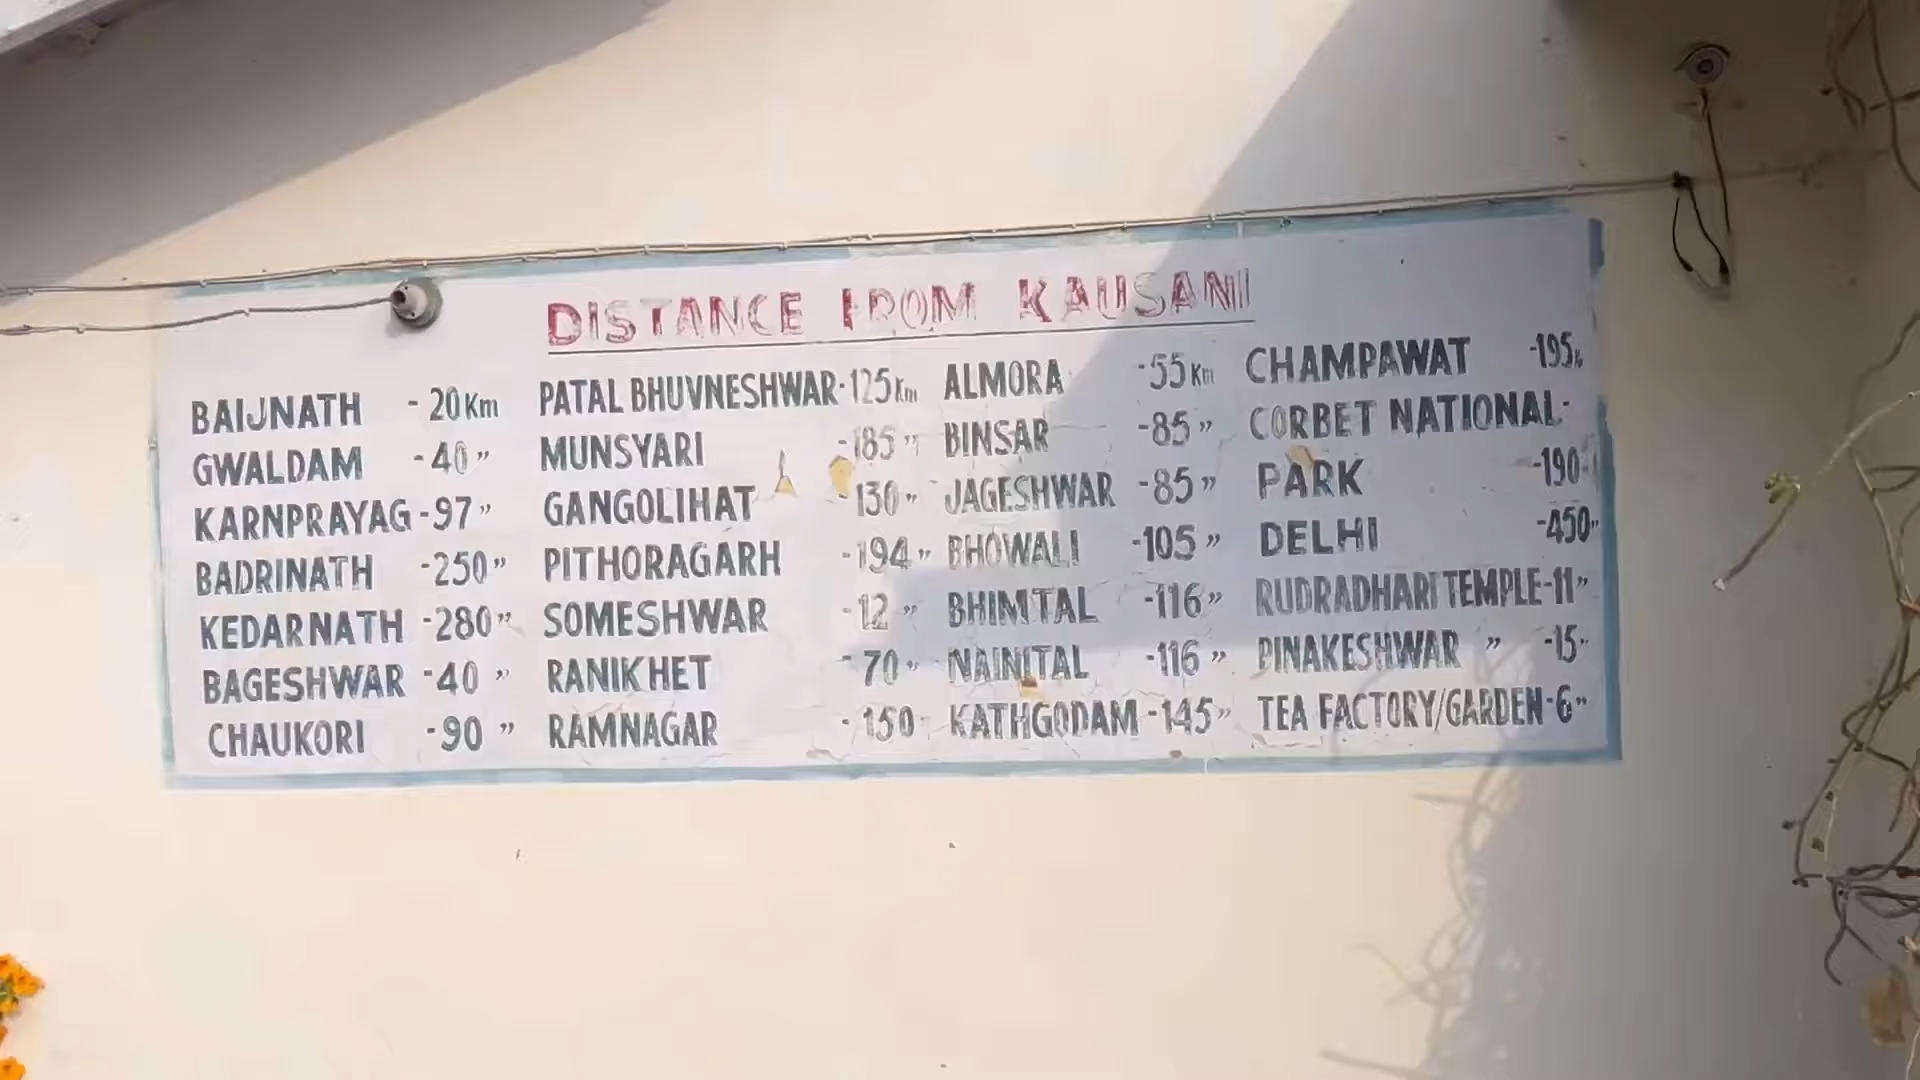 DISTANCE FROM KAUSANI
BAIJNATH - 20Km
GWALDAM - 40 "
KARNPRAYAG - 97 "
BADRINATH - 250 "
KEDARNATH - 280 "
BAGESHWAR - 40 "
CHAUKORI - 90 "
PATAL BHUVNESHWAR - 125Km
MUNSYARI - 185 "
GANGOLIHAT 130 "
PITHORAGARH - 194 "
SOMESHWAR - 12 "
RANIKHET - 70 "
RAMNAGAR - 150
ALMORA - 55Km
BINSAR - 85 "
JAGESHWAR - 85 "
BHOWALI - 105 "
BHIMTAL - 116 "
NAINITAL - 116 "
KATHGODAM - 145 "
CHAMPAWAT - 195K
CORBET NATIONAL -
PARK - 190
DELHI - 450 "
RUDRADHARI TEMPLE - 11 "
PINAKESHWAR " - 15 "
TEA FACTORY/GARDEN - 6 "